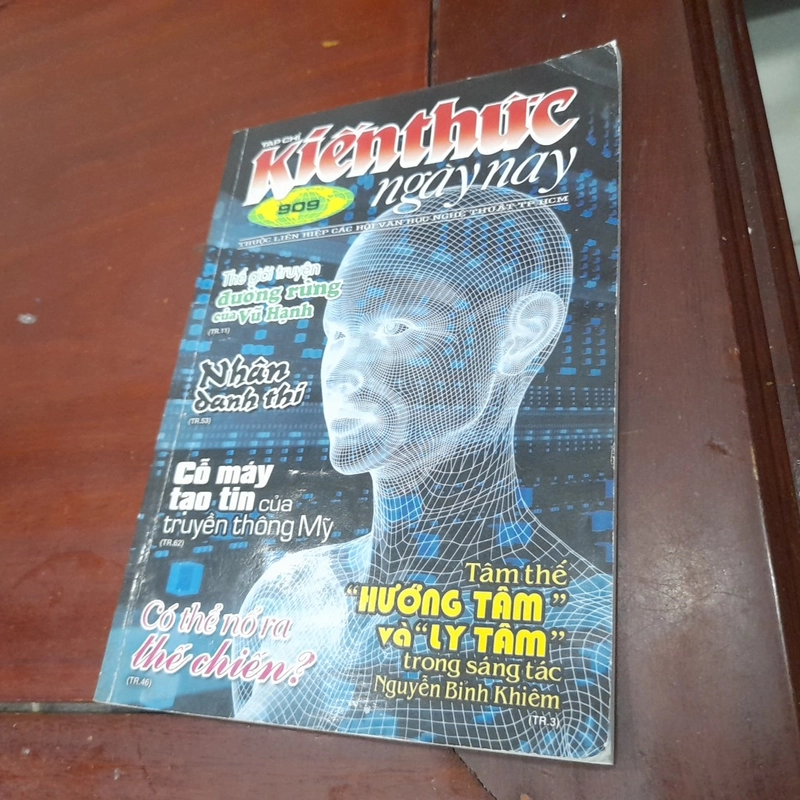 TẠP CHÍ
Kiến thức
ngày nay
909
THUỘC LIÊN HIỆP CÁC HỘI VĂN HỌC NGHỆ THUẬT TP.HCM
Thế giới truyện
đường rừng
của Vũ Hạnh
(TR.11)
Nhân
danh thi
(TR.53)
Cỗ máy
tạo tin của
truyền thông Mỹ
(TR.62)
Có thể nổ ra
thế chiến?
(TR.46)
Tâm thế
"HƯỚNG TÂM"
và "LY TÂM"
trong sáng tác
Nguyễn Bỉnh Khiêm
(TR.3)